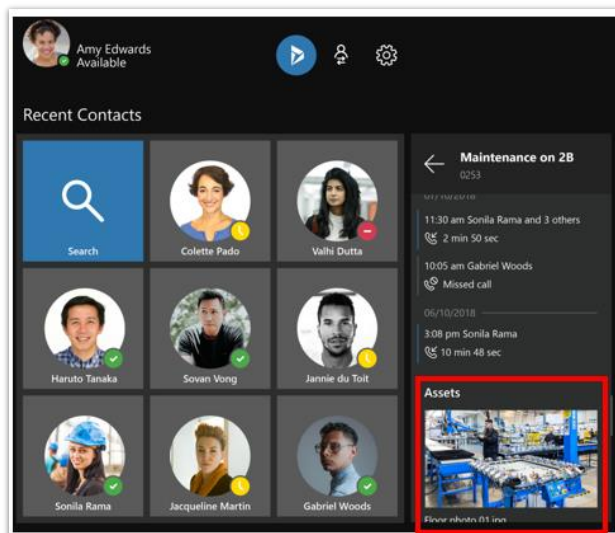 Amy Edwards
Available
Recent Contacts
Search
Colette Pado
Valhi Dutta
Haruto Tanaka
Sovan Vong
Jannie du Toit
Sonila Rama
Jacqueline Martin
Gabriel Woods
Maintenance on 2B
0253
07/10/2018
11:30 am Sonila Rama and 3 others
2 min 50 sec
10:05 am Gabriel Woods
Missed call
06/10/2018
3:08 pm Sonila Rama
10 min 48 sec
Assets
Floor photo 01.jpg